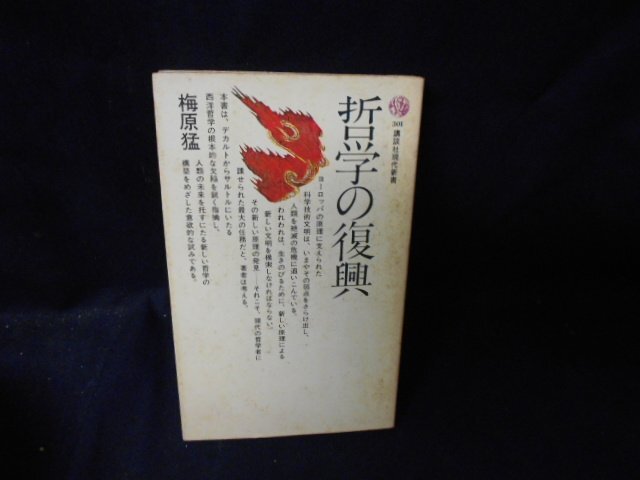 哲学の復興
301
講談社現代新書
ヨーロッパの原理に支えられた
科学技術文明は、いまやその弱点をさらけ出し、
人類を絶滅の危機に追いこんでいる。
われわれは、生きのびるために、新しい原理による
新しい文明を模索しなければならない。
その新しい原理の発見 それこそ、現代の哲学者に
課せられた最大の任務だと、著者は考える。
本書は、デカルトからサルトルにいたる
西洋哲学の根本的な欠陥を鋭く指摘し、
人類の未来を托すにたる新しい哲学の
構築をめざした意欲的な試みである。
梅原猛